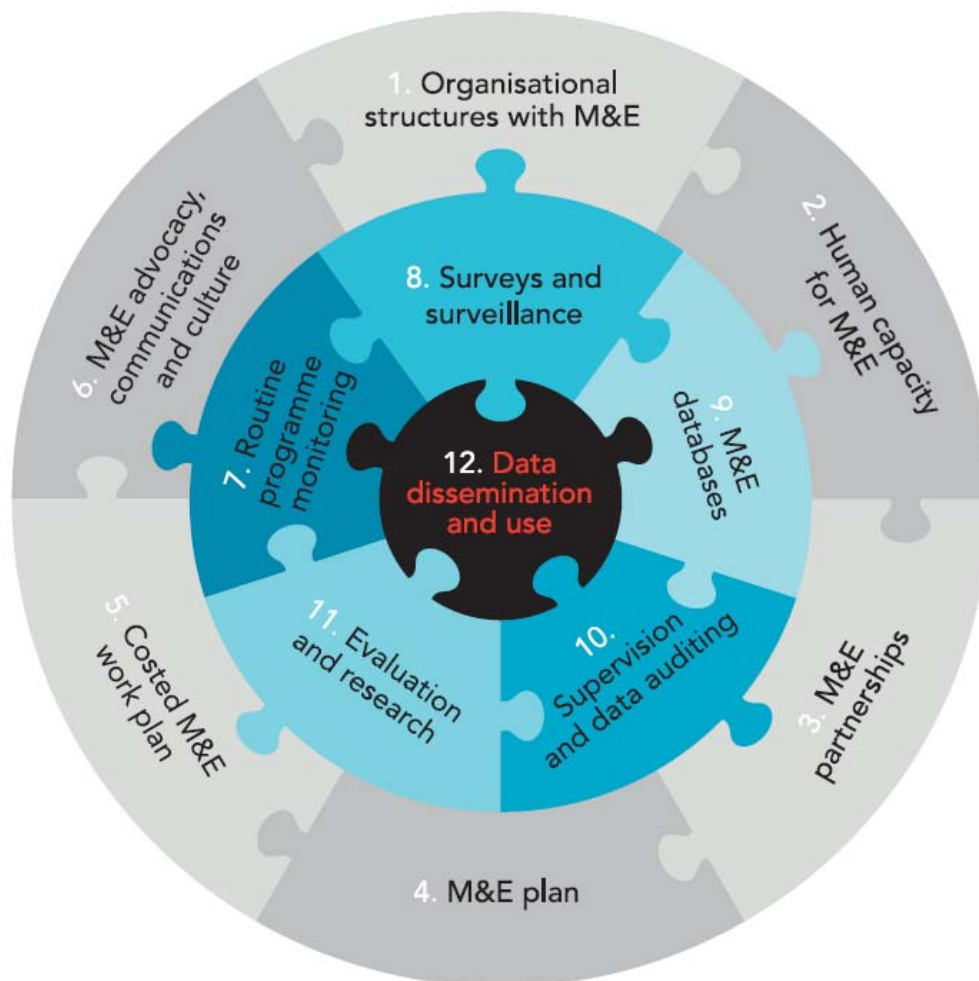 1. Organisational
structures with M&E
2. Human capacity
for M&E
3. M&E
partnerships
4. M&E plan
5. Costed M&E
work plan
6. M&E advocacy,
communications
and culture
7. Routine
programme
monitoring
8. Surveys and
surveillance
9. M&E
databases
10.
Supervision
and data auditing
11. Evaluation
and research
12. Data
dissemination
and use